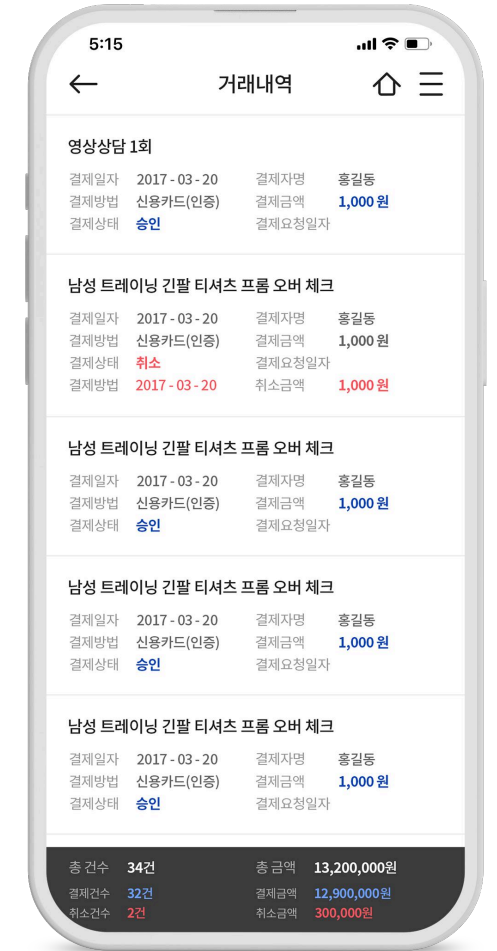 5:15
거래내역
영상상담 1회
결제일자 2017-03-20 결제자명 홍길동
결제방법 신용카드(인증) 결제금액 1,000 원
결제상태 승인 결제요청일자
남성 트레이닝 긴팔 티셔츠 프롬 오버 체크
결제일자 2017-03-20 결제자명 홍길동
결제방법 신용카드(인증) 결제금액 1,000 원
결제상태 취소 결제요청일자
결제방법 2017-03-20 취소금액 1,000 원
남성 트레이닝 긴팔 티셔츠 프롬 오버 체크
결제일자 2017-03-20 결제자명 홍길동
결제방법 신용카드(인증) 결제금액 1,000 원
결제상태 승인 결제요청일자
남성 트레이닝 긴팔 티셔츠 프롬 오버 체크
결제일자 2017-03-20 결제자명 홍길동
결제방법 신용카드(인증) 결제금액 1,000 원
결제상태 승인 결제요청일자
남성 트레이닝 긴팔 티셔츠 프롬 오버 체크
결제일자 2017-03-20 결제자명 홍길동
결제방법 신용카드(인증) 결제금액 1,000 원
결제상태 승인 결제요청일자
총 건수 34건 총 금액 13,200,000원
결제건수 32건 결제금액 12,900,000원
취소건수 2건 취소금액 300,000원